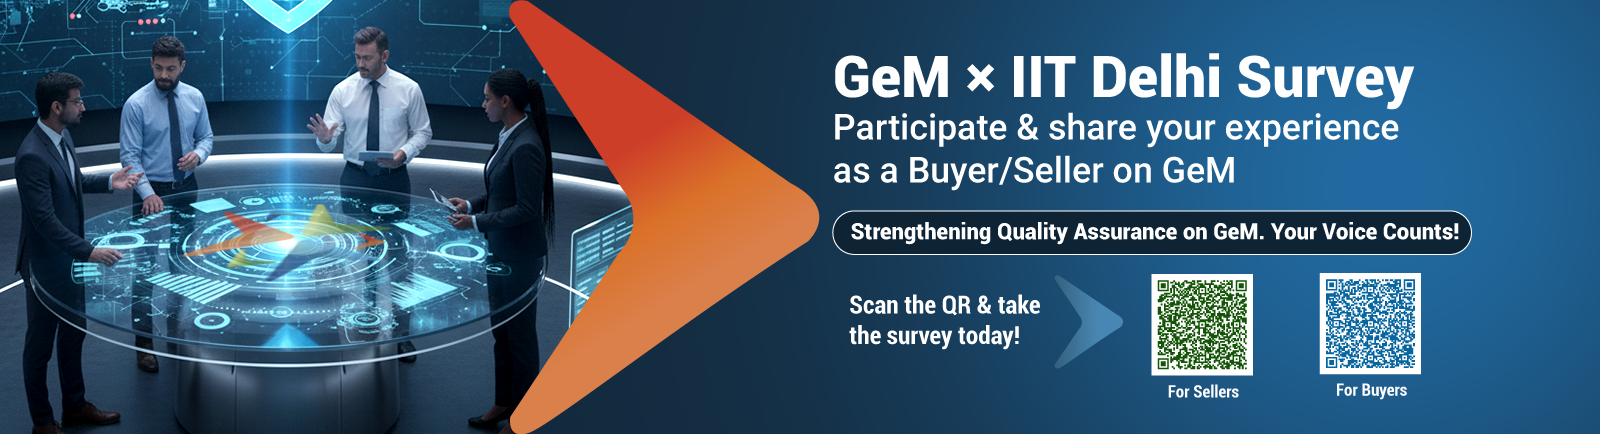 GeM × IIT Delhi Survey
Participate & share your experience
as a Buyer/Seller on GeM
Strengthening Quality Assurance on GeM. Your Voice Counts!
Scan the QR & take
the survey today!
For Sellers
For Buyers